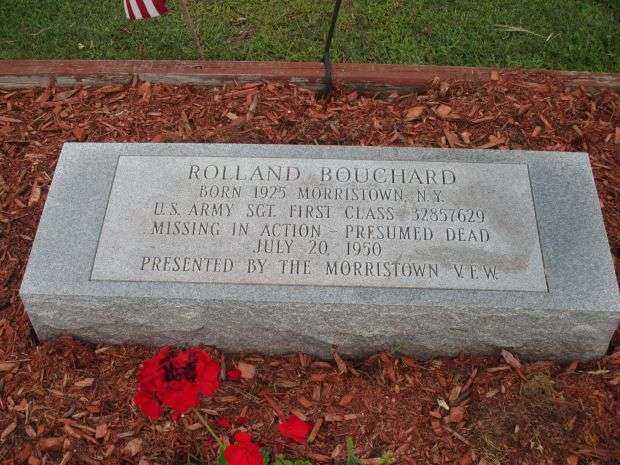 ROLLAND BOUCHARD
BORN 1925 MORRISTOWN N.Y.
U.S. ARMY SGT. FIRST CLASS 32857629
MISSING IN ACTION - PRESUMED DEAD
JULY 20 1950
PRESENTED BY THE MORRISTOWN V.F.W.